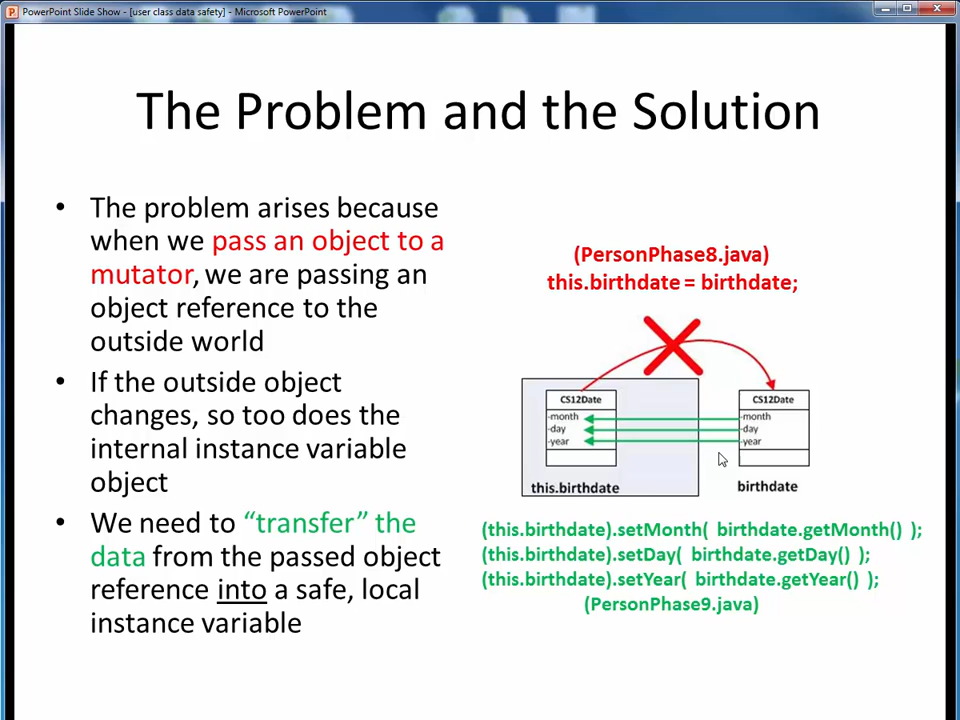 PowerPoint Slide Show - [user class data safety] - Microsoft PowerPoint
The Problem and the Solution
• The problem arises because
when we pass an object to a
mutator, we are passing an
object reference to the
outside world
• If the outside object
changes, so too does the
internal instance variable
object
• We need to “transfer” the
data from the passed object
reference into a safe, local
instance variable
(PersonPhase8.java)
this.birthdate = birthdate;
CS12Date
-month
-day
-year
this.birthdate
CS12Date
-month
-day
-year
birthdate
(this.birthdate).setMonth( birthdate.getMonth() );
(this.birthdate).setDay( birthdate.getDay() );
(this.birthdate).setYear( birthdate.getYear() );
(PersonPhase9.java)